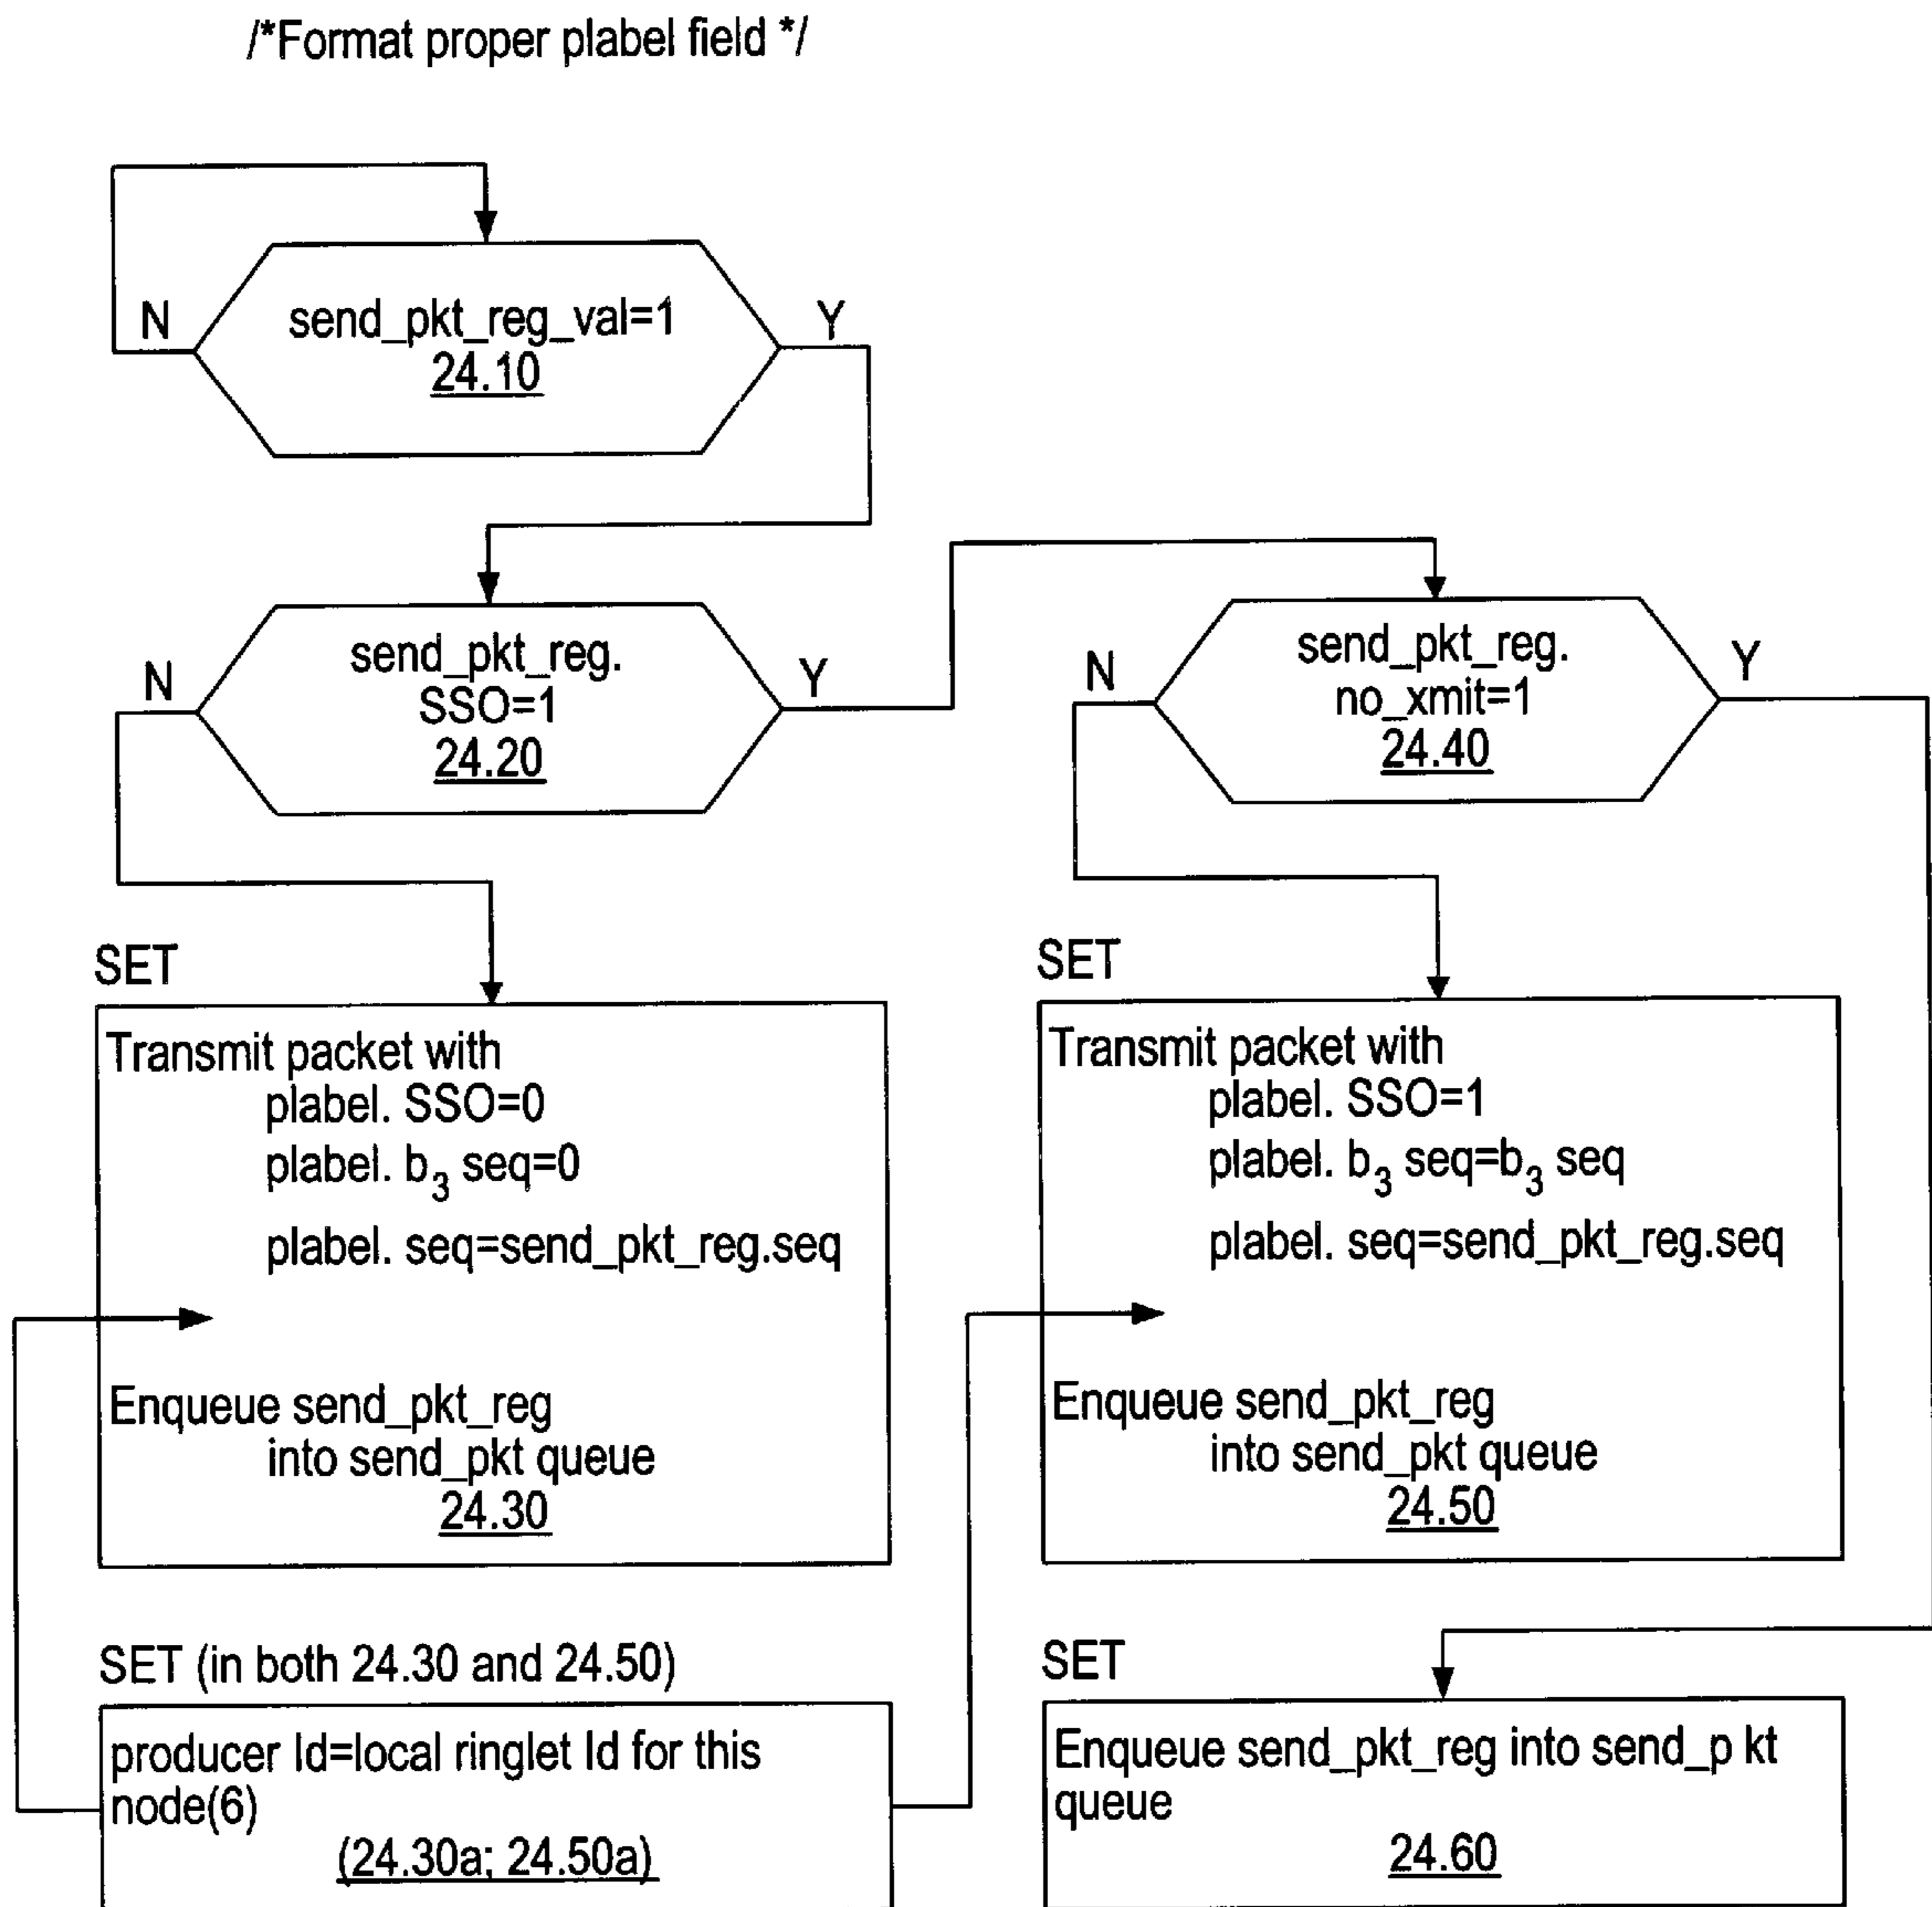 /*Format proper plabel field */
N
send_pkt_reg_val=1
Y
24.10
N
send_pkt_reg.
SSO=1
Y
24.20
N
send_pkt_reg.
no_xmit=1
Y
24.40
SET
Transmit packet with
plabel. SSO=0
plabel. b₃ seq=0
plabel. seq=send_pkt_reg.seq
Enqueue send_pkt_reg
into send_pkt queue
24.30
SET
Transmit packet with
plabel. SSO=1
plabel. b₃ seq=b₃ seq
plabel. seq=send_pkt_reg.seq
Enqueue send_pkt_reg
into send_pkt queue
24.50
SET (in both 24.30 and 24.50)
producer Id=local ringlet Id for this
node(6)
(24.30a; 24.50a)
SET
Enqueue send_pkt_reg into send_p kt
queue
24.60